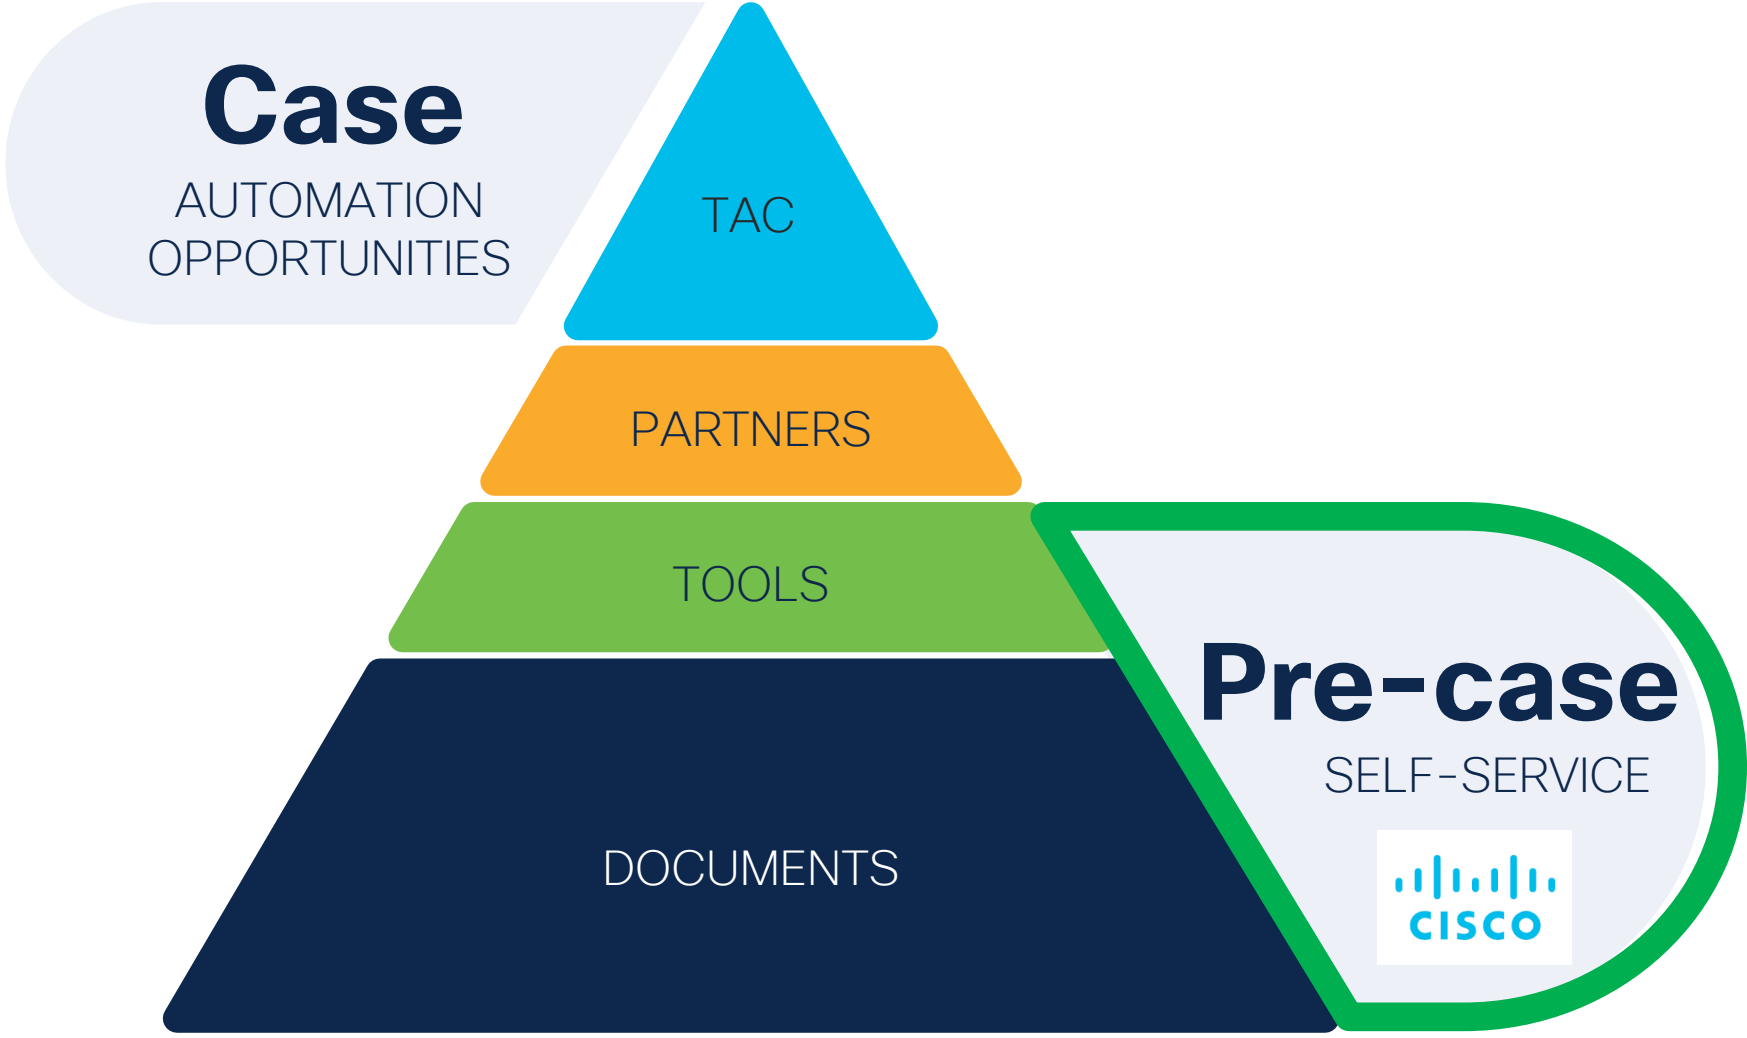 Case
AUTOMATION
OPPORTUNITIES
TAC
PARTNERS
TOOLS
DOCUMENTS
Pre-case
SELF-SERVICE
CISCO